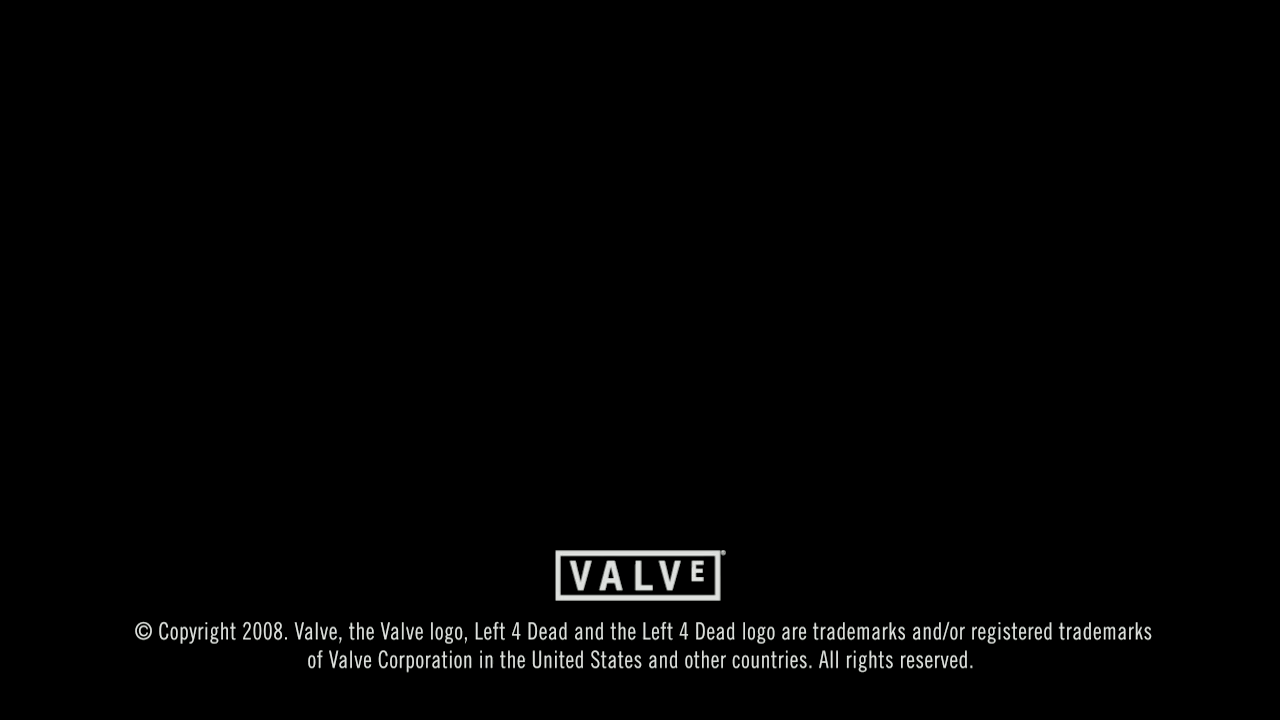 VALVE
© Copyright 2008. Valve, the Valve logo, Left 4 Dead and the Left 4 Dead logo are trademarks and/or registered trademarks
of Valve Corporation in the United States and other countries. All rights reserved.